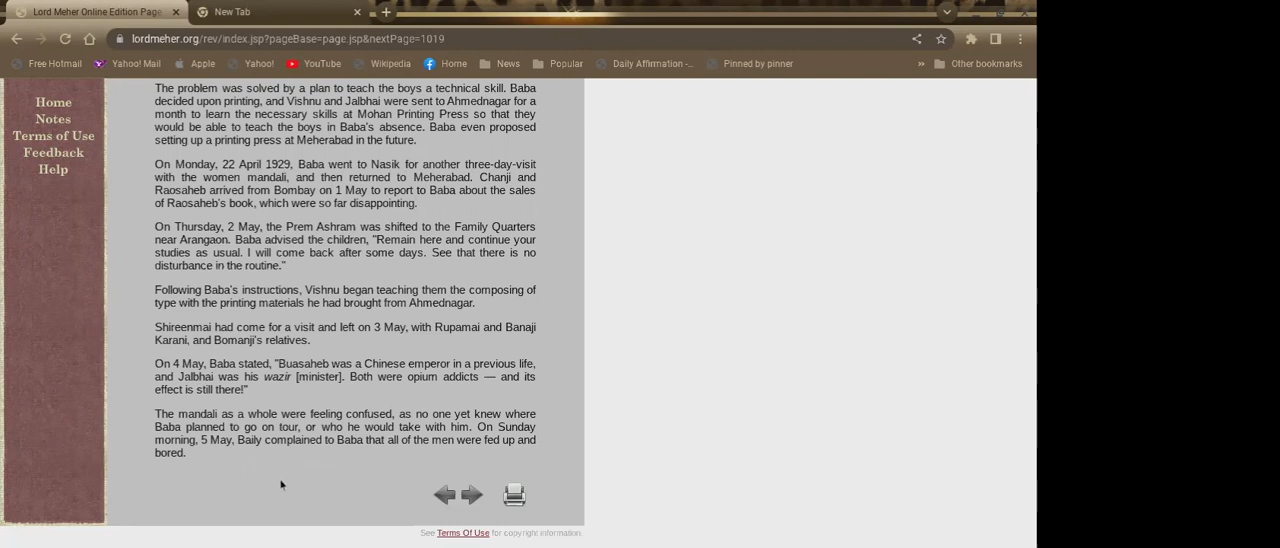 Lord Meher Online Edition Page
New Tab
lordmeher.org/rev/index.jsp?pageBase=page.jsp&nextPage=1019
Free Hotmail Yahoo! Mail Apple Yahoo! YouTube Wikipedia Home News Popular Daily Affirmation -... Pinned by pinner » Other bookmarks
Home
Notes
Terms of Use
Feedback
Help
The problem was solved by a plan to teach the boys a technical skill. Baba
decided upon printing, and Vishnu and Jalbhai were sent to Ahmednagar for a
month to learn the necessary skills at Mohan Printing Press so that they
would be able to teach the boys in Baba's absence. Baba even proposed
setting up a printing press at Meherabad in the future.
On Monday, 22 April 1929, Baba went to Nasik for another three-day-visit
with the women mandali, and then returned to Meherabad. Chanji and
Raosaheb arrived from Bombay on 1 May to report to Baba about the sales
of Raosaheb's book, which were so far disappointing.
On Thursday, 2 May, the Prem Ashram was shifted to the Family Quarters
near Arangaon. Baba advised the children, "Remain here and continue your
studies as usual. I will come back after some days. See that there is no
disturbance in the routine."
Following Baba's instructions, Vishnu began teaching them the composing of
type with the printing materials he had brought from Ahmednagar.
Shireenmai had come for a visit and left on 3 May, with Rupamai and Banaji
Karani, and Bomanji's relatives.
On 4 May, Baba stated, "Buasaheb was a Chinese emperor in a previous life,
and Jalbhai was his wazir [minister]. Both were opium addicts — and its
effect is still there!"
The mandali as a whole were feeling confused, as no one yet knew where
Baba planned to go on tour, or who he would take with him. On Sunday
morning, 5 May, Baily complained to Baba that all of the men were fed up and
bored.
See Terms Of Use for copyright information.